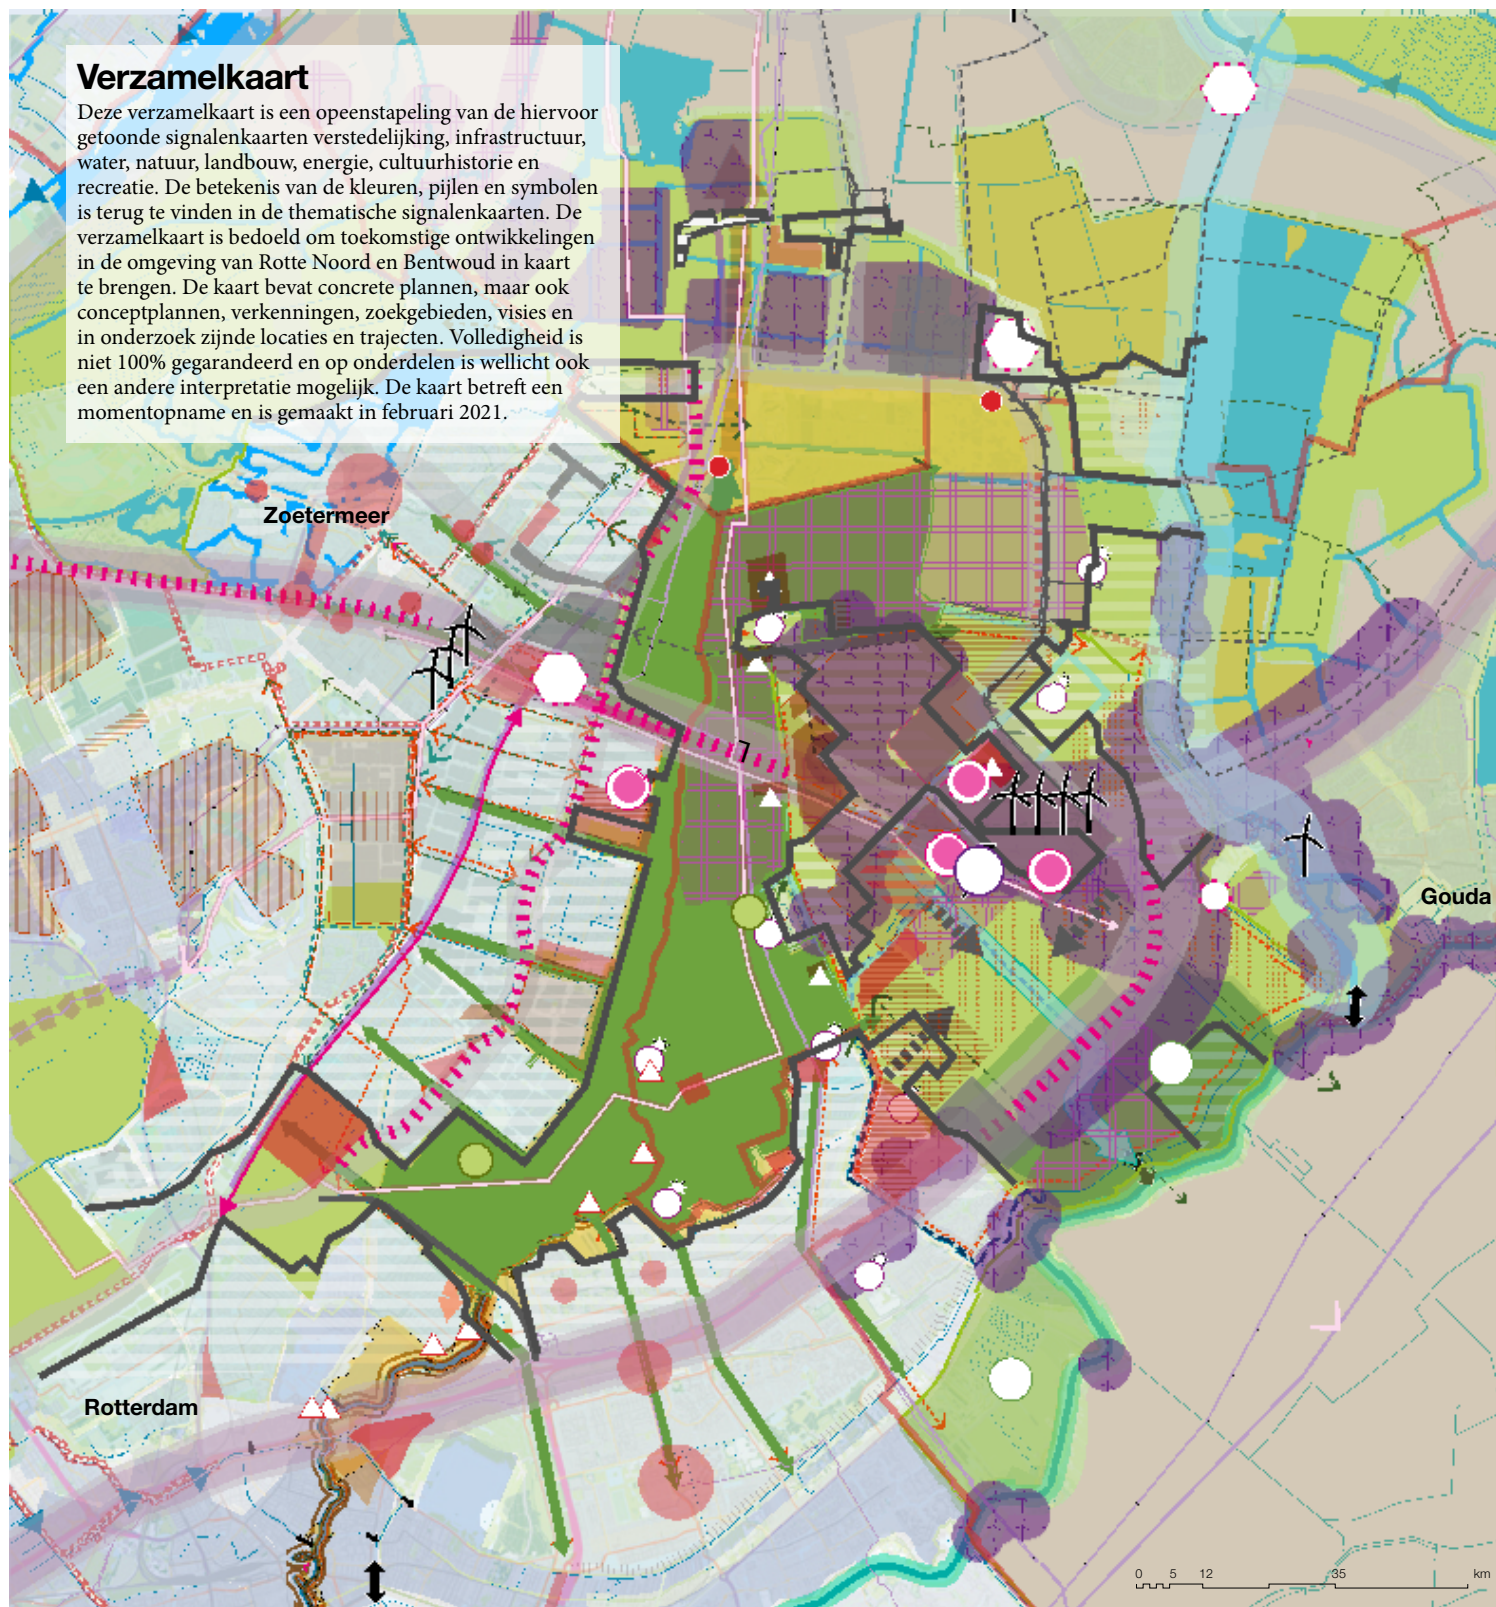 Verzamelkaart
Deze verzamelkaart is een opeenstapeling van de hiervoor
getoonde signalenkaarten verstedelijking, infrastructuur,
water, natuur, landbouw, energie, cultuurhistorie en
recreatie. De betekenis van de kleuren, pijlen en symbolen
is terug te vinden in de thematische signalenkaarten. De
verzamelkaart is bedoeld om toekomstige ontwikkelingen
in de omgeving van Rotte Noord en Bentwoud in kaart
te brengen. De kaart bevat concrete plannen, maar ook
conceptplannen, verkenningen, zoekgebieden, visies en
in onderzoek zijnde locaties en trajecten. Volledigheid is
niet 100% gegarandeerd en op onderdelen is wellicht ook
een andere interpretatie mogelijk. De kaart betreft een
momentopname en is gemaakt in februari 2021.
Zoetermeer
Gouda
Rotterdam
0 5 12 35 km